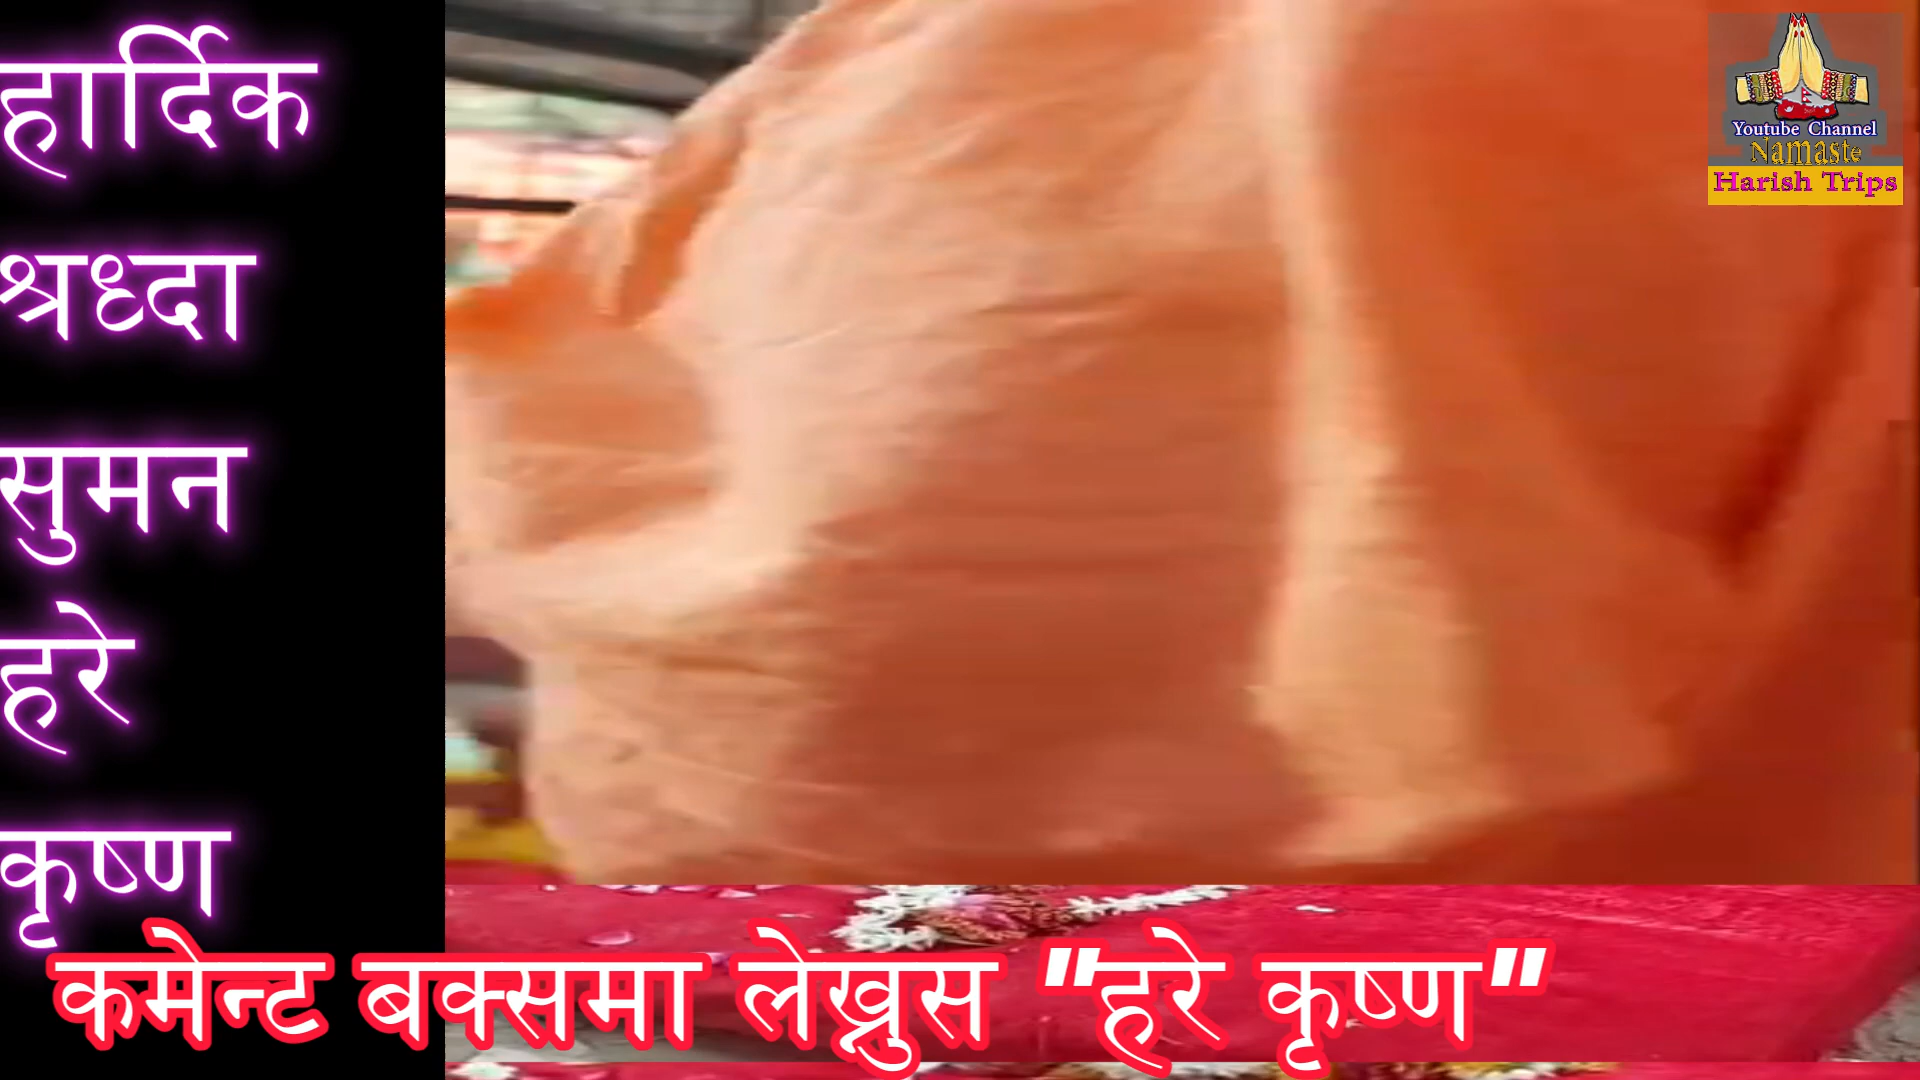 हार्दिक
श्रध्दा
सुमन
हरे
कृष्ण
कमेन्ट बक्समा लेख्नुस "हरे कृष्ण"
Youtube Channel
Namaste
Harish Trips